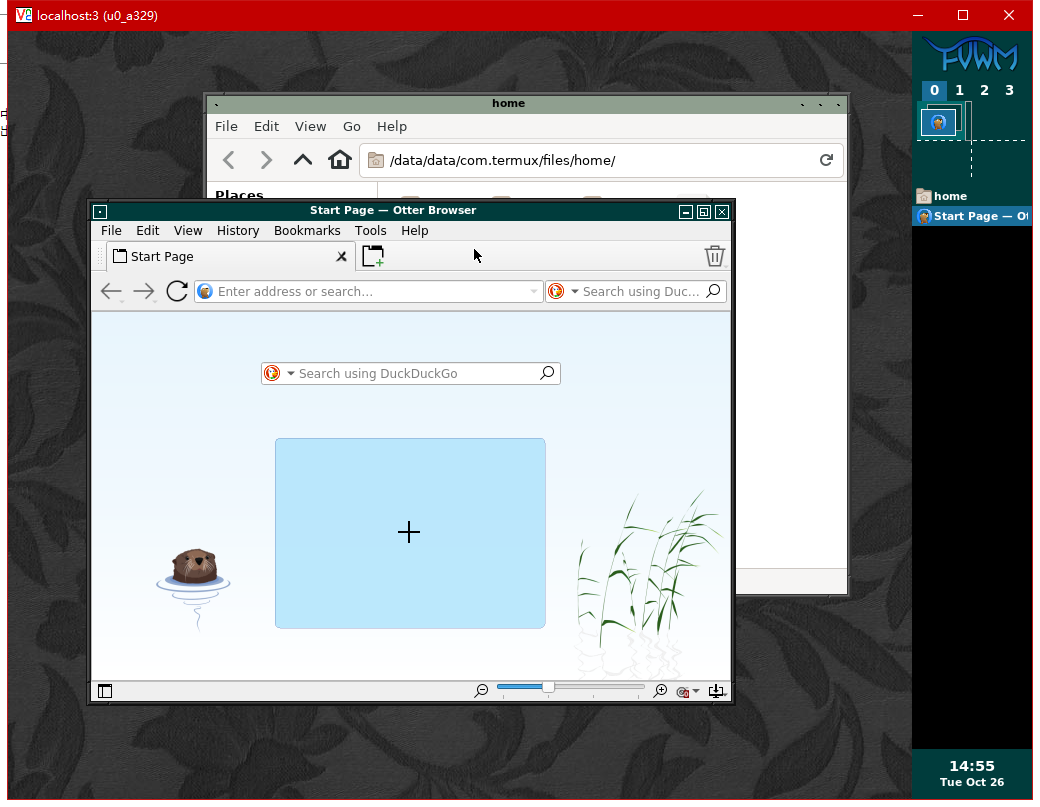 localhost:3 (u0_a329)
FVWM
0 1 2 3
home
File Edit View Go Help
/data/data/com.termux/files/home/
Places
home
Start Page — Ot
Start Page — Otter Browser
File Edit View History Bookmarks Tools Help
Start Page
Enter address or search...
Search using Duc...
Search using DuckDuckGo
14:55
Tue Oct 26